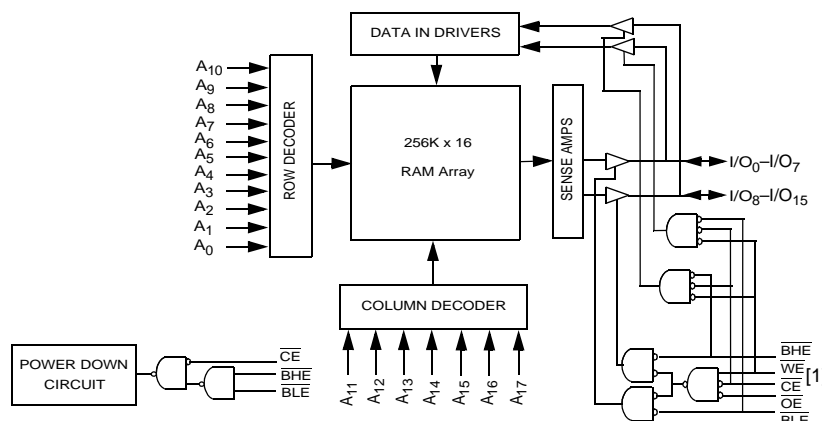 DATA IN DRIVERS
A10
A9
A8
A7
A6
A5
A4
A3
A2
A1
A0
ROW DECODER
256K x 16
RAM Array
SENSE AMPS
I/O0–I/O7
I/O8–I/O15
COLUMN DECODER
A11
A12
A13
A14
A15
A16
A17
POWER DOWN
CIRCUIT
CE
BHE
BLE
BHE
WE
CE
[1
OE
BLE